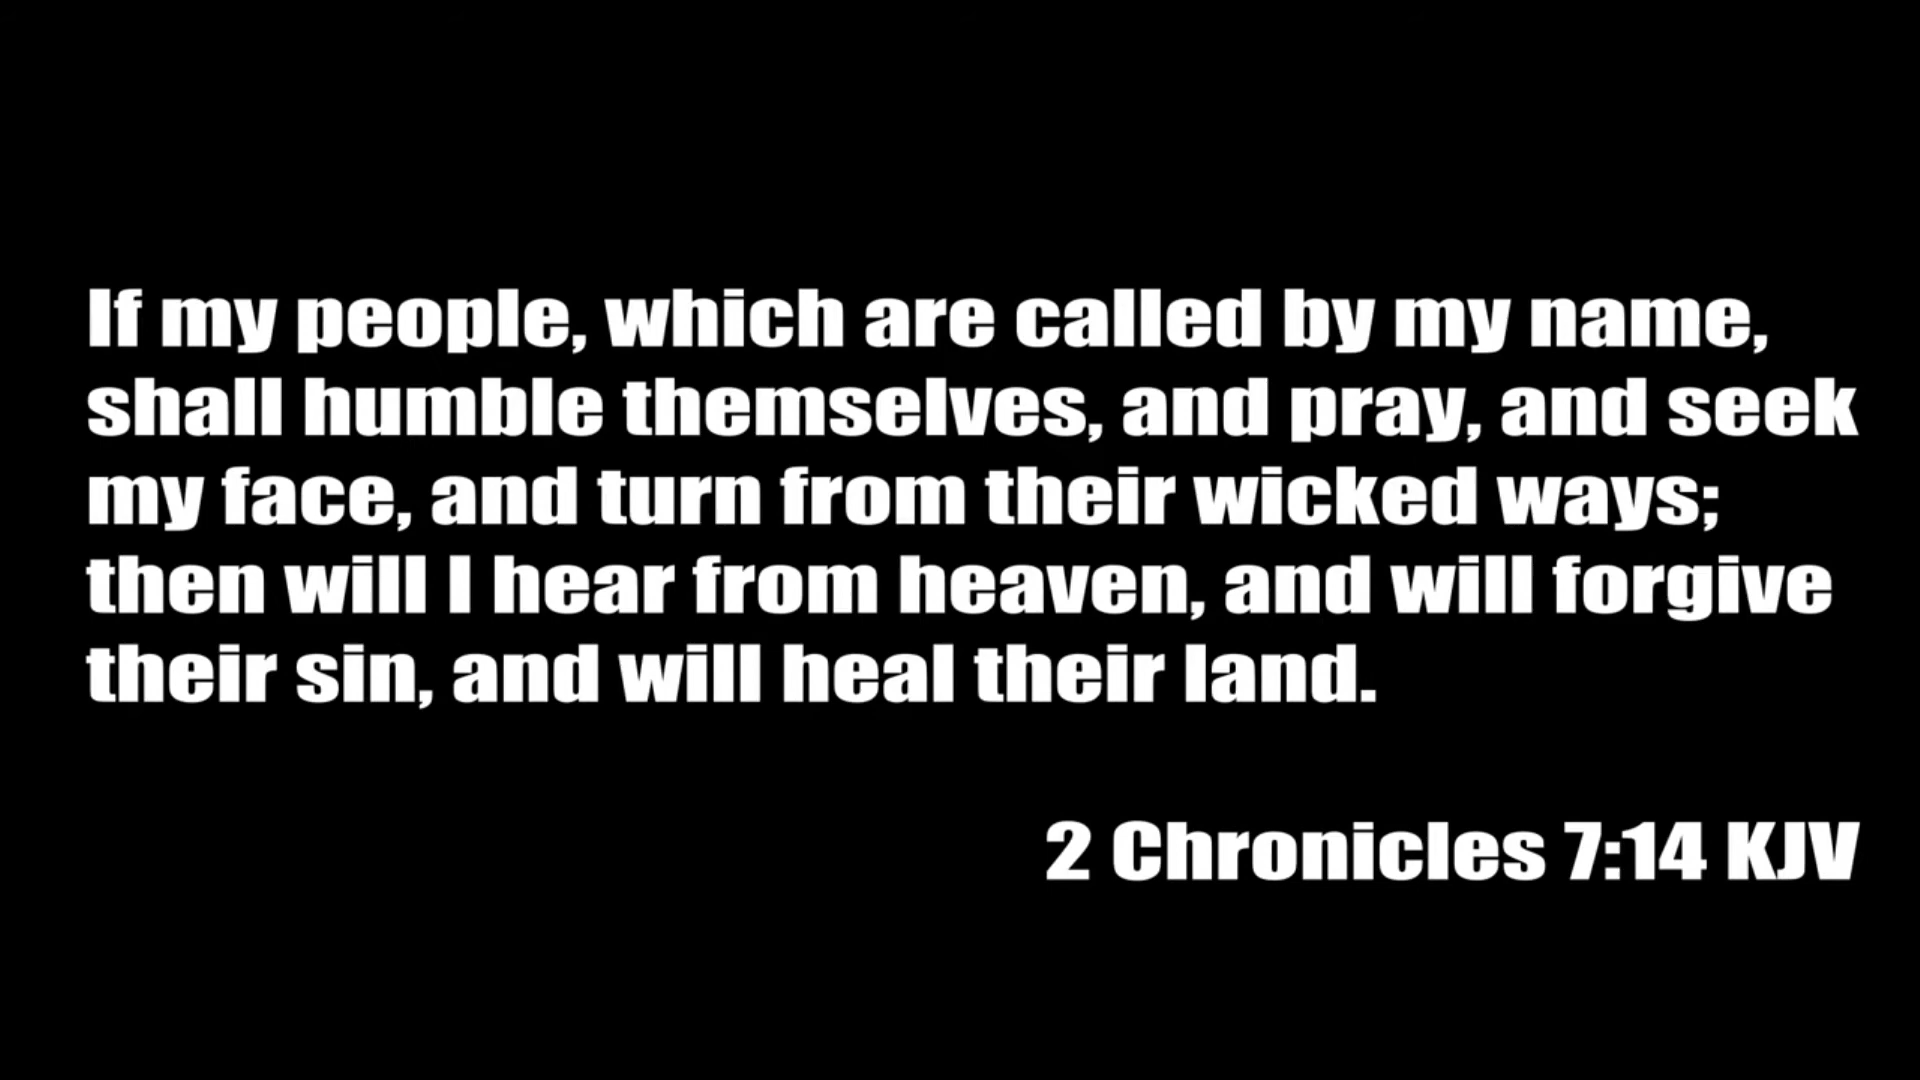 If my people, which are called by my name,
shall humble themselves, and pray, and seek
my face, and turn from their wicked ways;
then will I hear from heaven, and will forgive
their sin, and will heal their land.
2 Chronicles 7:14 KJV